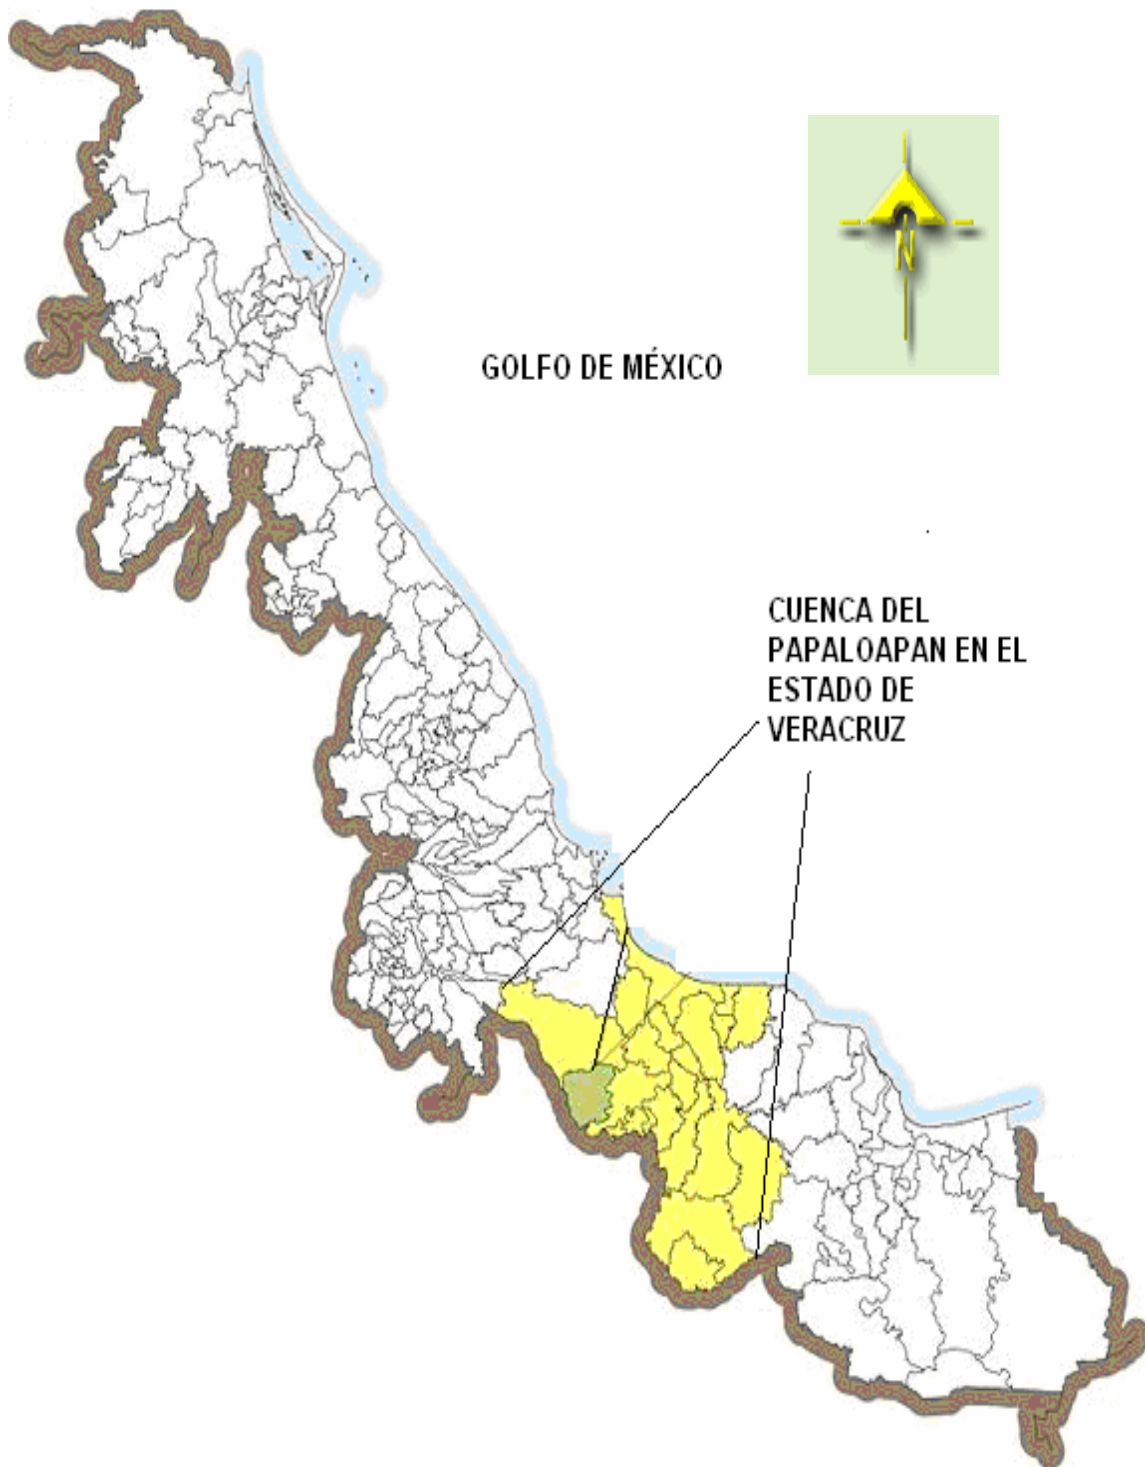 N
GOLFO DE MÉXICO
CUENCA DEL
PAPALOAPAN EN EL
ESTADO DE
VERACRUZ